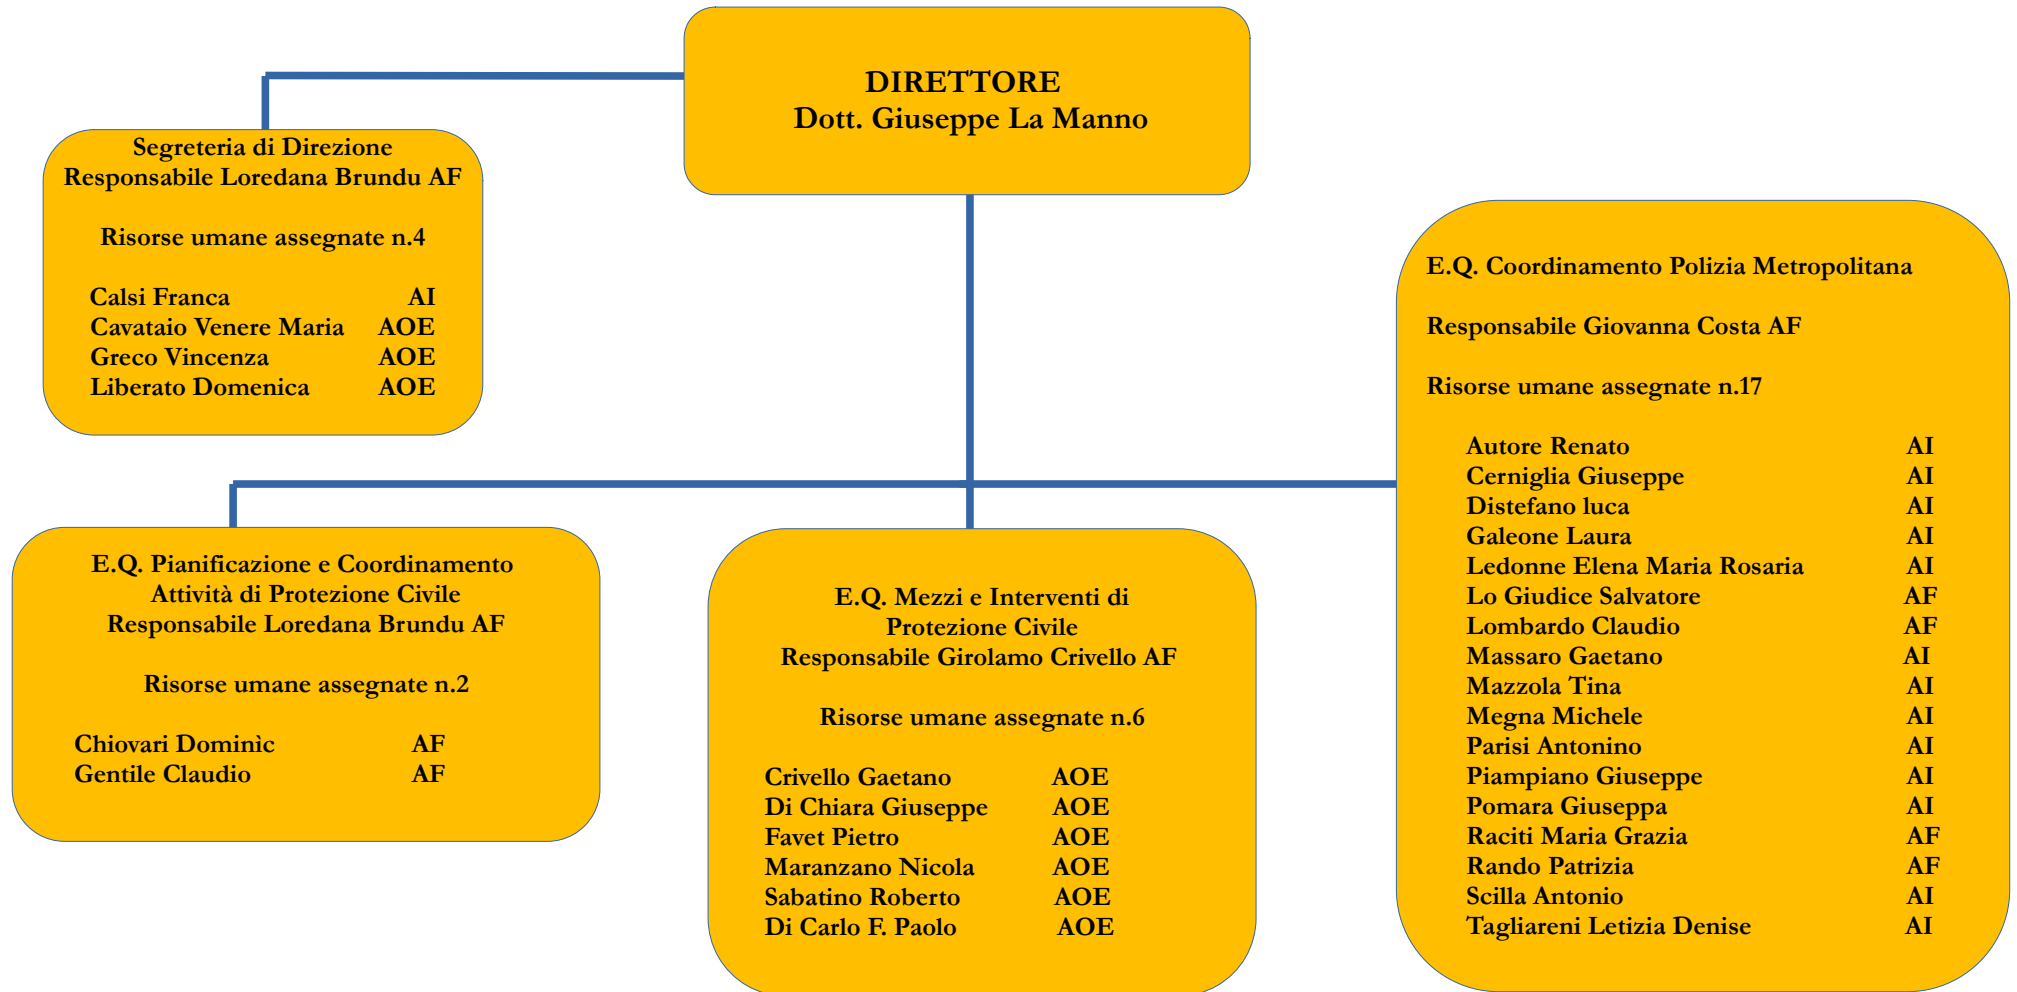 DIRETTORE
Dott. Giuseppe La Manno
Segreteria di Direzione
Responsabile Loredana Brundu AF
Risorse umane assegnate n.4
Calsi Franca AI
Cavataio Venere Maria AOE
Greco Vincenza AOE
Liberato Domenica AOE
E.Q. Pianificazione e Coordinamento
Attività di Protezione Civile
Responsabile Loredana Brundu AF
Risorse umane assegnate n.2
Chiovari Dominìc AF
Gentile Claudio AF
E.Q. Mezzi e Interventi di
Protezione Civile
Responsabile Girolamo Crivello AF
Risorse umane assegnate n.6
Crivello Gaetano AOE
Di Chiara Giuseppe AOE
Favet Pietro AOE
Maranzano Nicola AOE
Sabatino Roberto AOE
Di Carlo F. Paolo AOE
E.Q. Coordinamento Polizia Metropolitana
Responsabile Giovanna Costa AF
Risorse umane assegnate n.17
Autore Renato AI
Cerniglia Giuseppe AI
Distefano luca AI
Galeone Laura AI
Ledonne Elena Maria Rosaria AI
Lo Giudice Salvatore AF
Lombardo Claudio AF
Massaro Gaetano AI
Mazzola Tina AI
Megna Michele AI
Parisi Antonino AI
Piampiano Giuseppe AI
Pomara Giuseppa AI
Raciti Maria Grazia AF
Rando Patrizia AF
Scilla Antonio AI
Tagliareni Letizia Denise AI